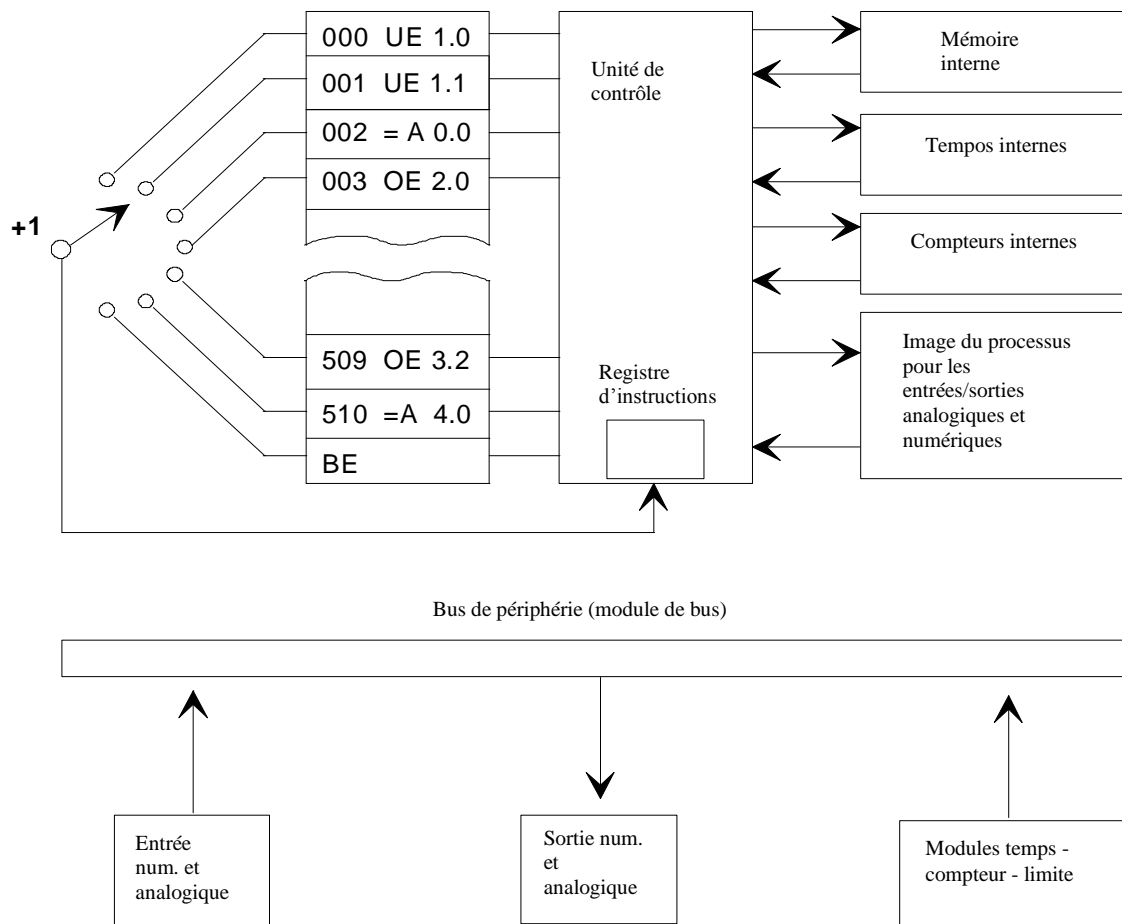 000 UE 1.0
001 UE 1.1
002 = A 0.0
003 OE 2.0
+1
509 OE 3.2
510 =A 4.0
BE
Unité de
contrôle
Registre
d’instructions
Mémoire
interne
Tempos internes
Compteurs internes
Image du processus
pour les
entrées/sorties
analogiques et
numériques
Bus de périphérie (module de bus)
Entrée
num. et
analogique
Sortie num.
et
analogique
Modules temps -
compteur - limite